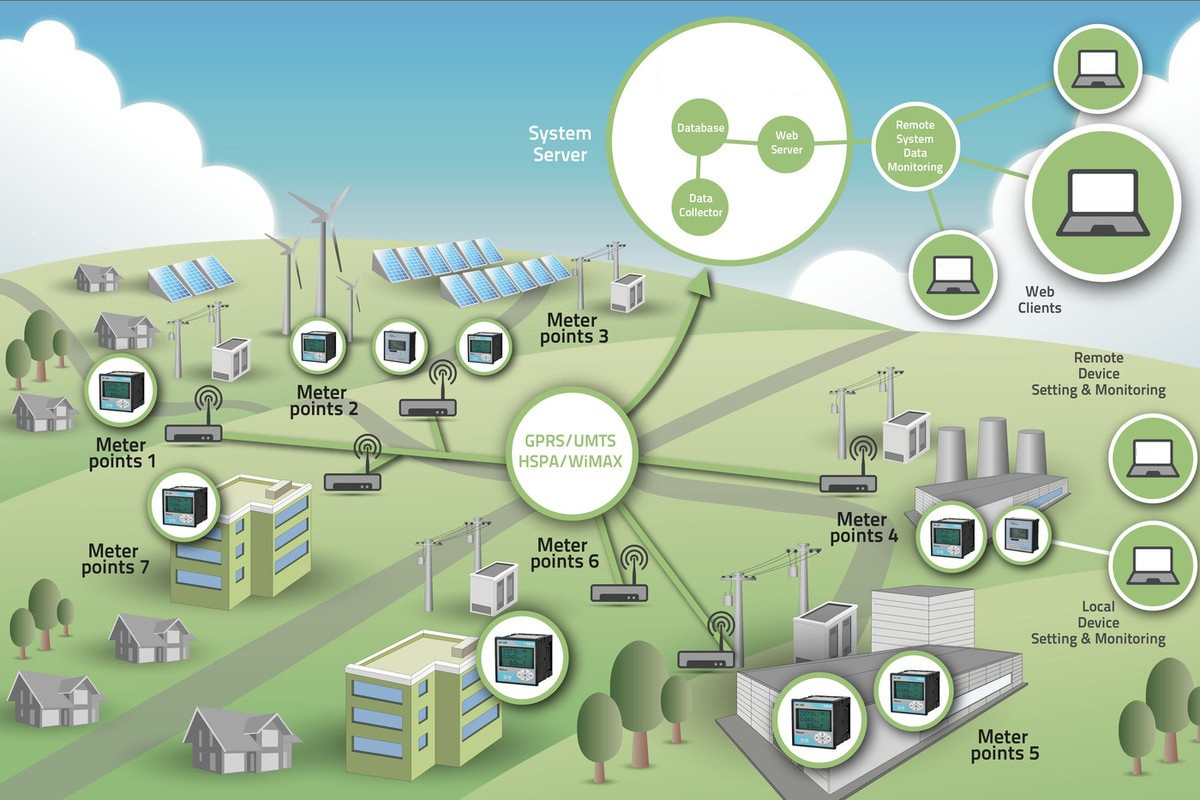 System
Server
Database
Web
Server
Data
Collector
Remote
System
Data
Monitoring
Web
Clients
Meter
points 3
Meter
points 2
Remote
Device
Setting & Monitoring
Meter
points 1
GPRS/UMTS
HSPA/WiMAX
Meter
points 4
Meter
points 7
Meter
points 6
Local
Device
Setting & Monitoring
Meter
points 5